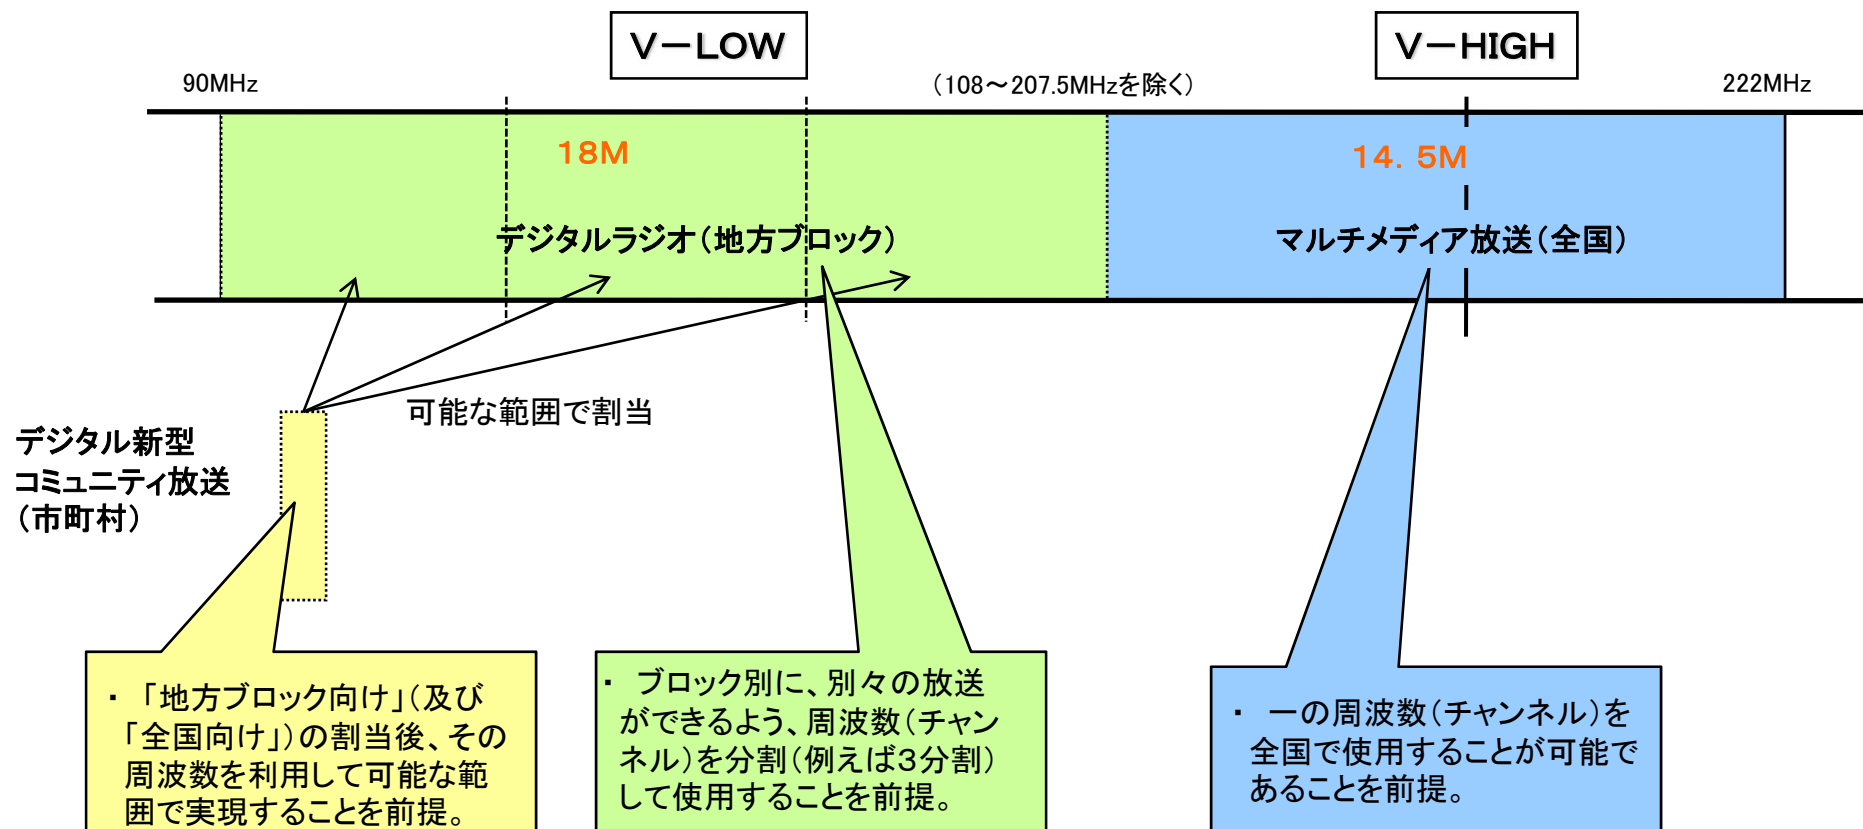 V－LOW
V－HIGH
90MHz
（108～207.5MHzを除く）
222MHz
18M
14．5M
デジタルラジオ（地方ブロック）
マルチメディア放送（全国）
可能な範囲で割当
デジタル新型
コミュニティ放送
（市町村）
・ 「地方ブロック向け」（及び
「全国向け」）の割当後、その
周波数を利用して可能な範
囲で実現することを前提。
・ ブロック別に、別々の放送
ができるよう、周波数（チャン
ネル）を分割（例えば３分割）
して使用することを前提。
・ 一の周波数（チャンネル）を
全国で使用することが可能で
あることを前提。